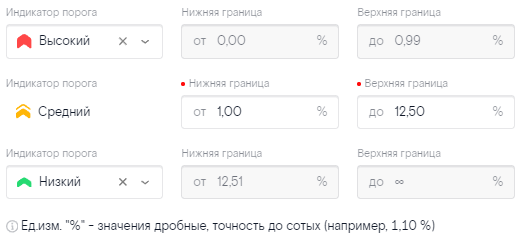 Индикатор порога Нижняя граница Верхняя граница
Высокий от 0,00 % до 0,99 %
Индикатор порога Нижняя граница Верхняя граница
Средний от 1,00 % до 12,50 %
Индикатор порога Нижняя граница Верхняя граница
Низкий от 12,51 % до ∞ %
Ед.изм. "%" – значения дробные, точность до сотых (например, 1,10 %)